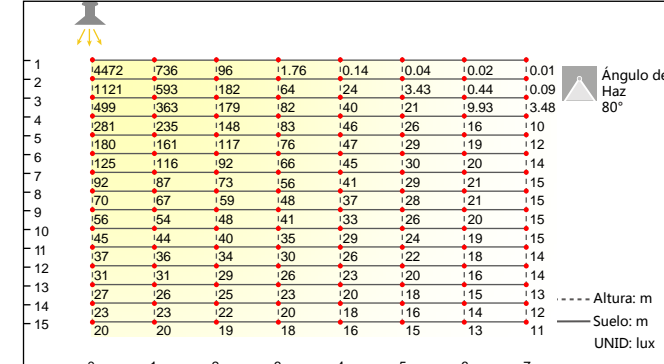 1 4472 736 96 1.76 0.14 0.04 0.02 0.01
2 1121 593 182 64 24 3.43 0.44 0.09
3 499 363 179 82 40 21 9.93 3.48
4 281 235 148 83 46 26 16 10
5 180 161 117 76 47 29 19 12
6 125 116 92 66 45 30 20 14
7 92 87 73 56 41 29 21 15
8 70 67 59 48 37 28 21 15
9 56 54 48 41 33 26 20 15
10 45 44 40 35 29 24 19 15
11 37 36 34 30 26 22 18 14
12 31 31 29 26 23 20 16 14
13 27 26 25 23 20 18 15 13
14 23 23 22 20 18 16 14 12
15 20 20 19 18 16 15 13 11
Ángulo de
Haz
80°
Altura: m
Suelo: m
UNID: lux